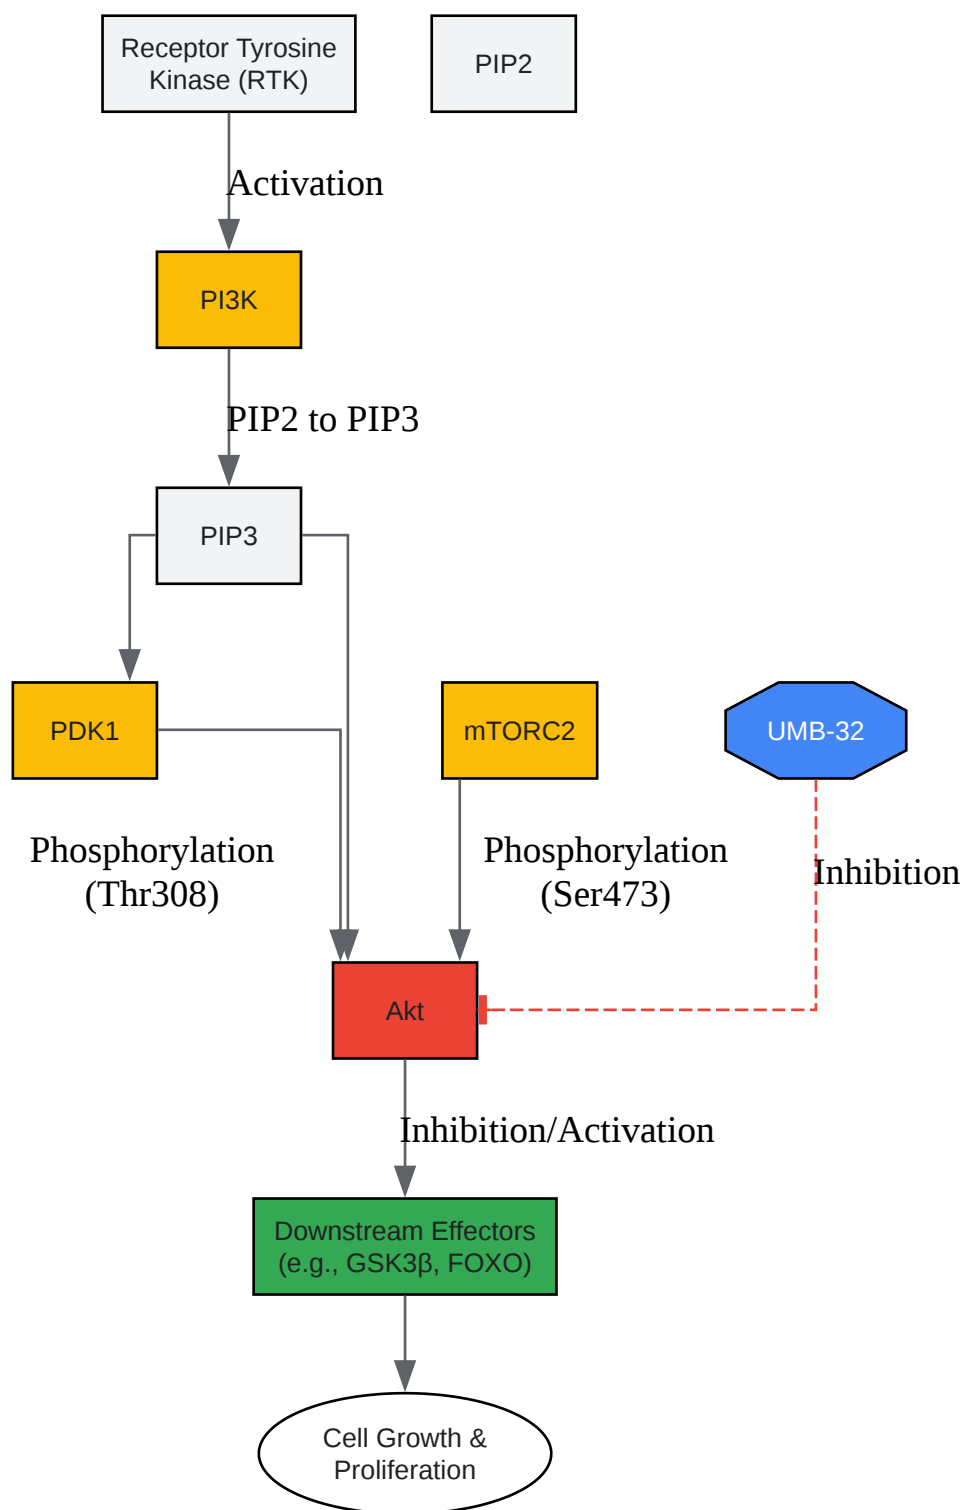 Receptor Tyrosine
Kinase (RTK)
PIP2
Activation
PI3K
PIP2 to PIP3
PIP3
PDK1
mTORC2
UMB-32
Phosphorylation
(Thr308)
Phosphorylation
(Ser473)
Inhibition
Akt
Inhibition/Activation
Downstream Effectors
(e.g., GSK3β, FOXO)
Cell Growth &
Proliferation